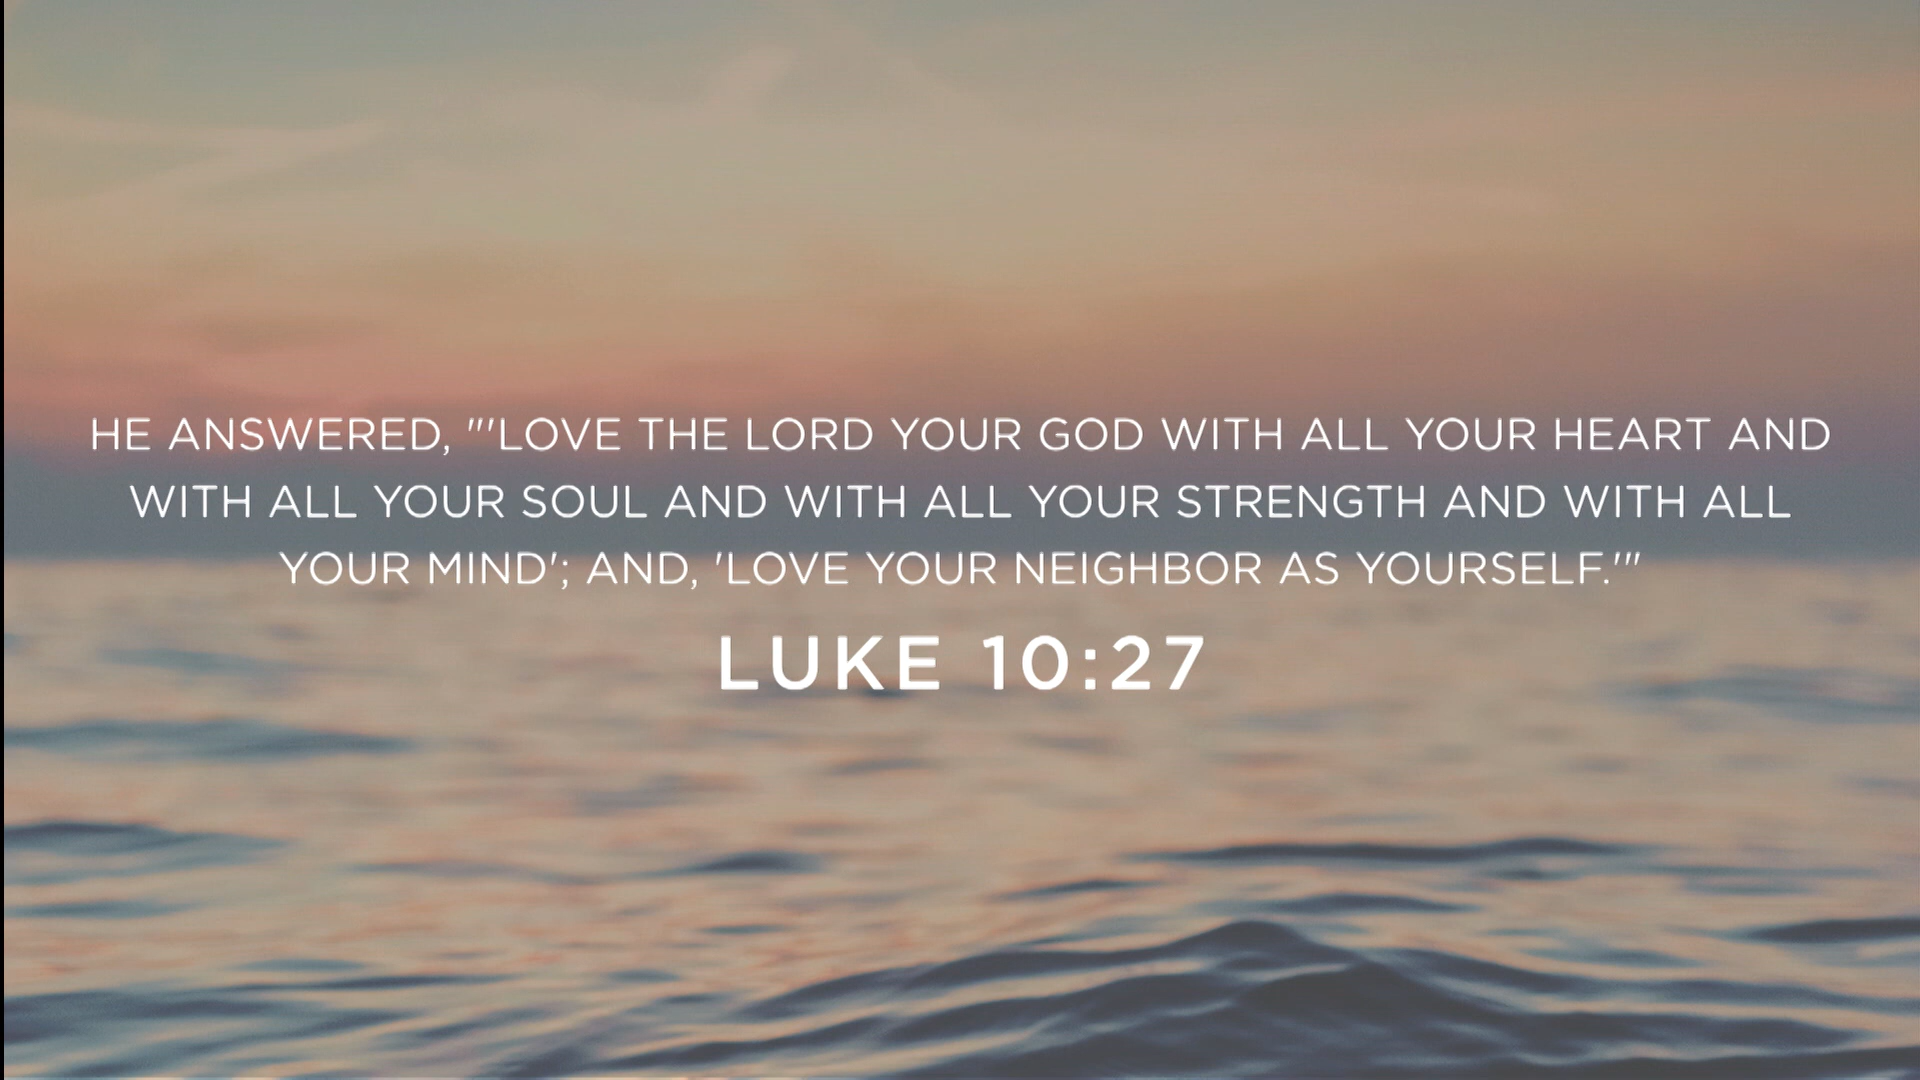 HE ANSWERED, "'LOVE THE LORD YOUR GOD WITH ALL YOUR HEART AND
WITH ALL YOUR SOUL AND WITH ALL YOUR STRENGTH AND WITH ALL
YOUR MIND'; AND, 'LOVE YOUR NEIGHBOR AS YOURSELF.'"
LUKE 10:27